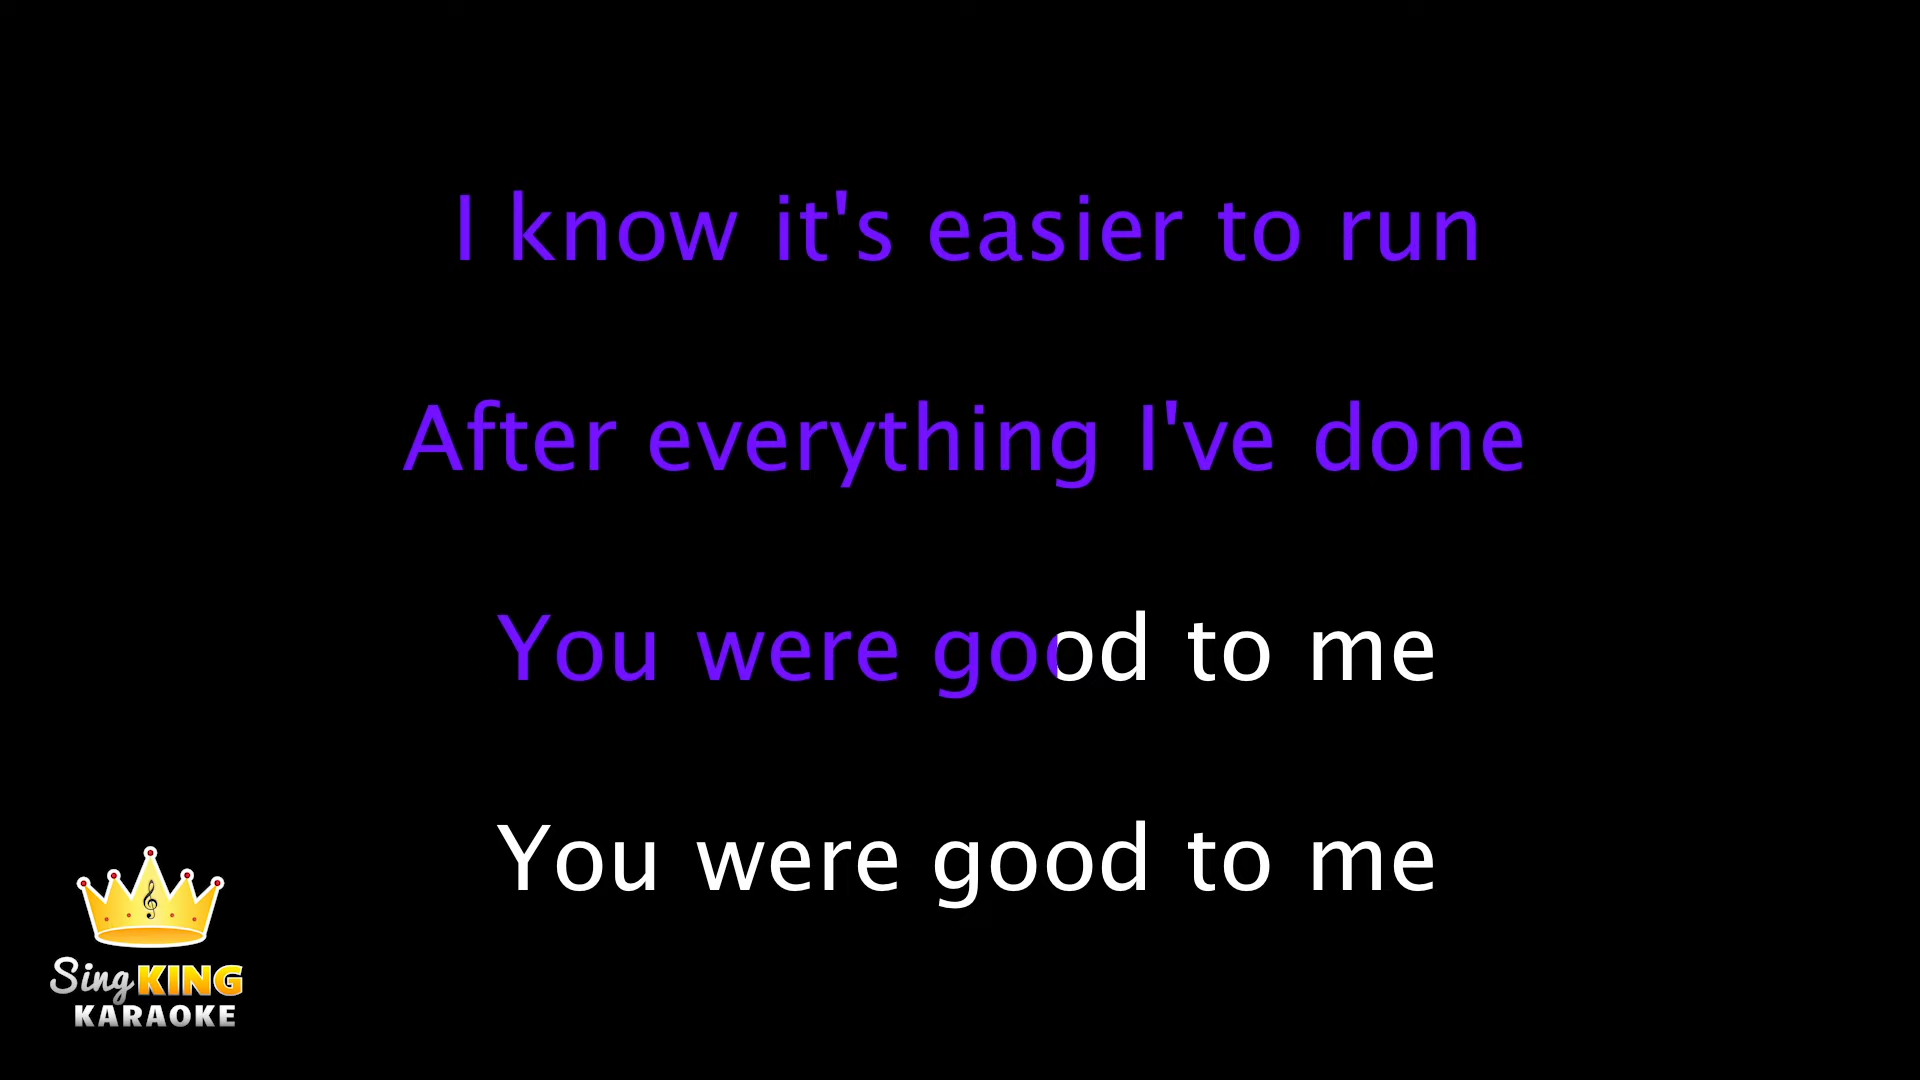 I know it's easier to run
After everything I've done
You were good to me
You were good to me
Sing KING
KARAOKE